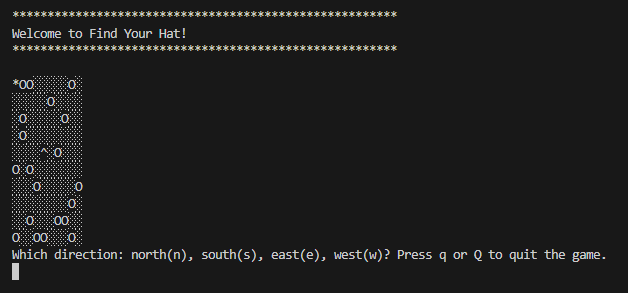 *******************************************************
Welcome to Find Your Hat!
*******************************************************
*OO░░░░░O░
░░░░░O░░░░
░O░░░░░O░░
░O░░░░░░░░
░░░░^░O░░░
O░O░░░░░░░
░░░O░░░░░O
░░░░░░░░O░
░░O░░░OO░░
O░░OO░░░O░
Which direction: north(n), south(s), east(e), west(w)? Press q or Q to quit the game.